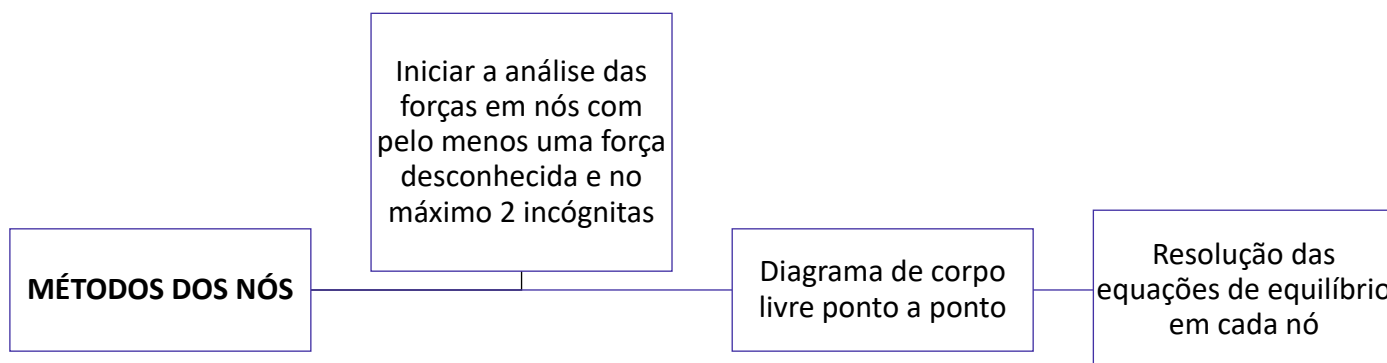 MÉTODOS DOS NÓS
Iniciar a análise das
forças em nós com
pelo menos uma força
desconhecida e no
máximo 2 incógnitas
Diagrama de corpo
livre ponto a ponto
Resolução das
equações de equilíbrio
em cada nó